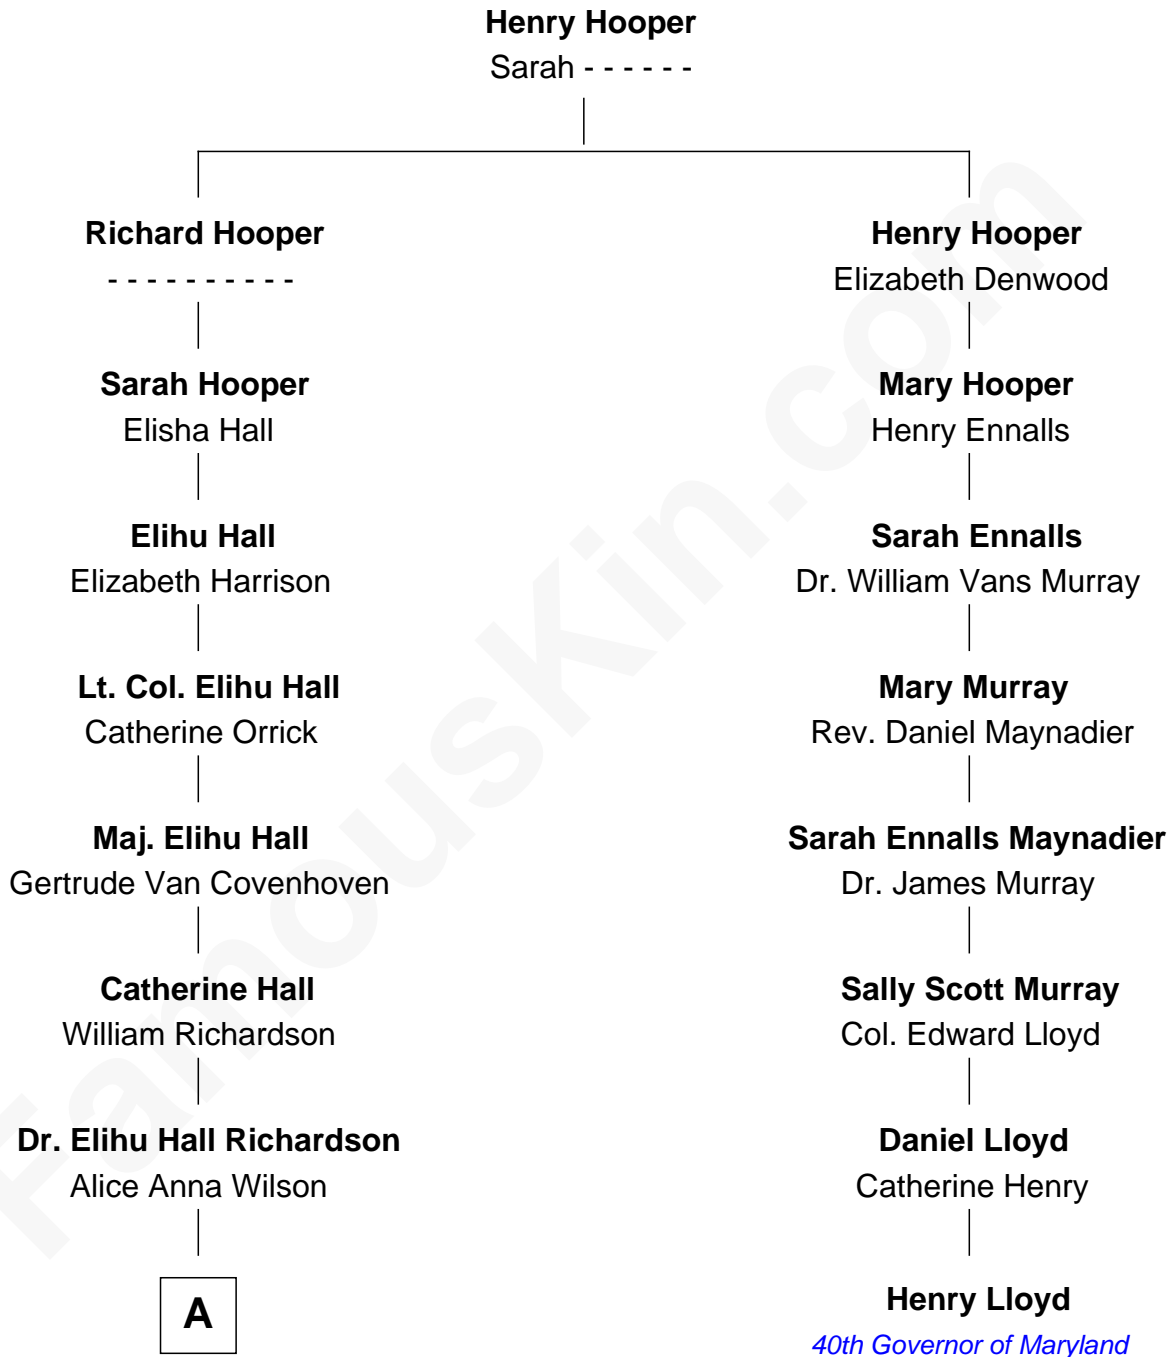 Henry Hooper
Sarah - - - - - -
Richard Hooper
- - - - - - - - - -
Henry Hooper
Elizabeth Denwood
Sarah Hooper
Elisha Hall
Mary Hooper
Henry Ennalls
Elihu Hall
Elizabeth Harrison
Sarah Ennalls
Dr. William Vans Murray
Lt. Col. Elihu Hall
Catherine Orrick
Mary Murray
Rev. Daniel Maynadier
Maj. Elihu Hall
Gertrude Van Covenhoven
Sarah Ennalls Maynadier
Dr. James Murray
Catherine Hall
William Richardson
Sally Scott Murray
Col. Edward Lloyd
Dr. Elihu Hall Richardson
Alice Anna Wilson
Daniel Lloyd
Catherine Henry
A
Henry Lloyd
40th Governor of Maryland
FamousKin.com